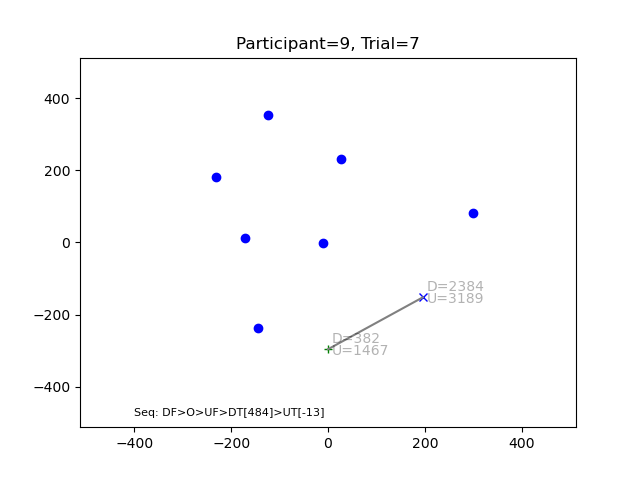 Participant=9, Trial=7
400
200
0
−200
−400
D=2384
U=3189
D=382
U=1467
Seq: DF>O>UF>DT[484]>UT[-13]
−400
−200
0
200
400